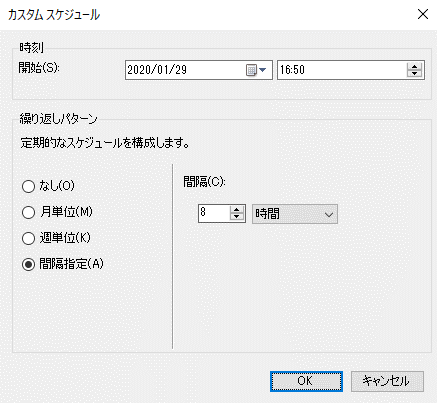 カスタム スケジュール
時刻
開始(S):
2020/01/29
16:50
繰り返しパターン
定期的なスケジュールを構成します。
なし(O)
月単位(M)
週単位(K)
間隔指定(A)
間隔(C):
8
時間
OK
キャンセル